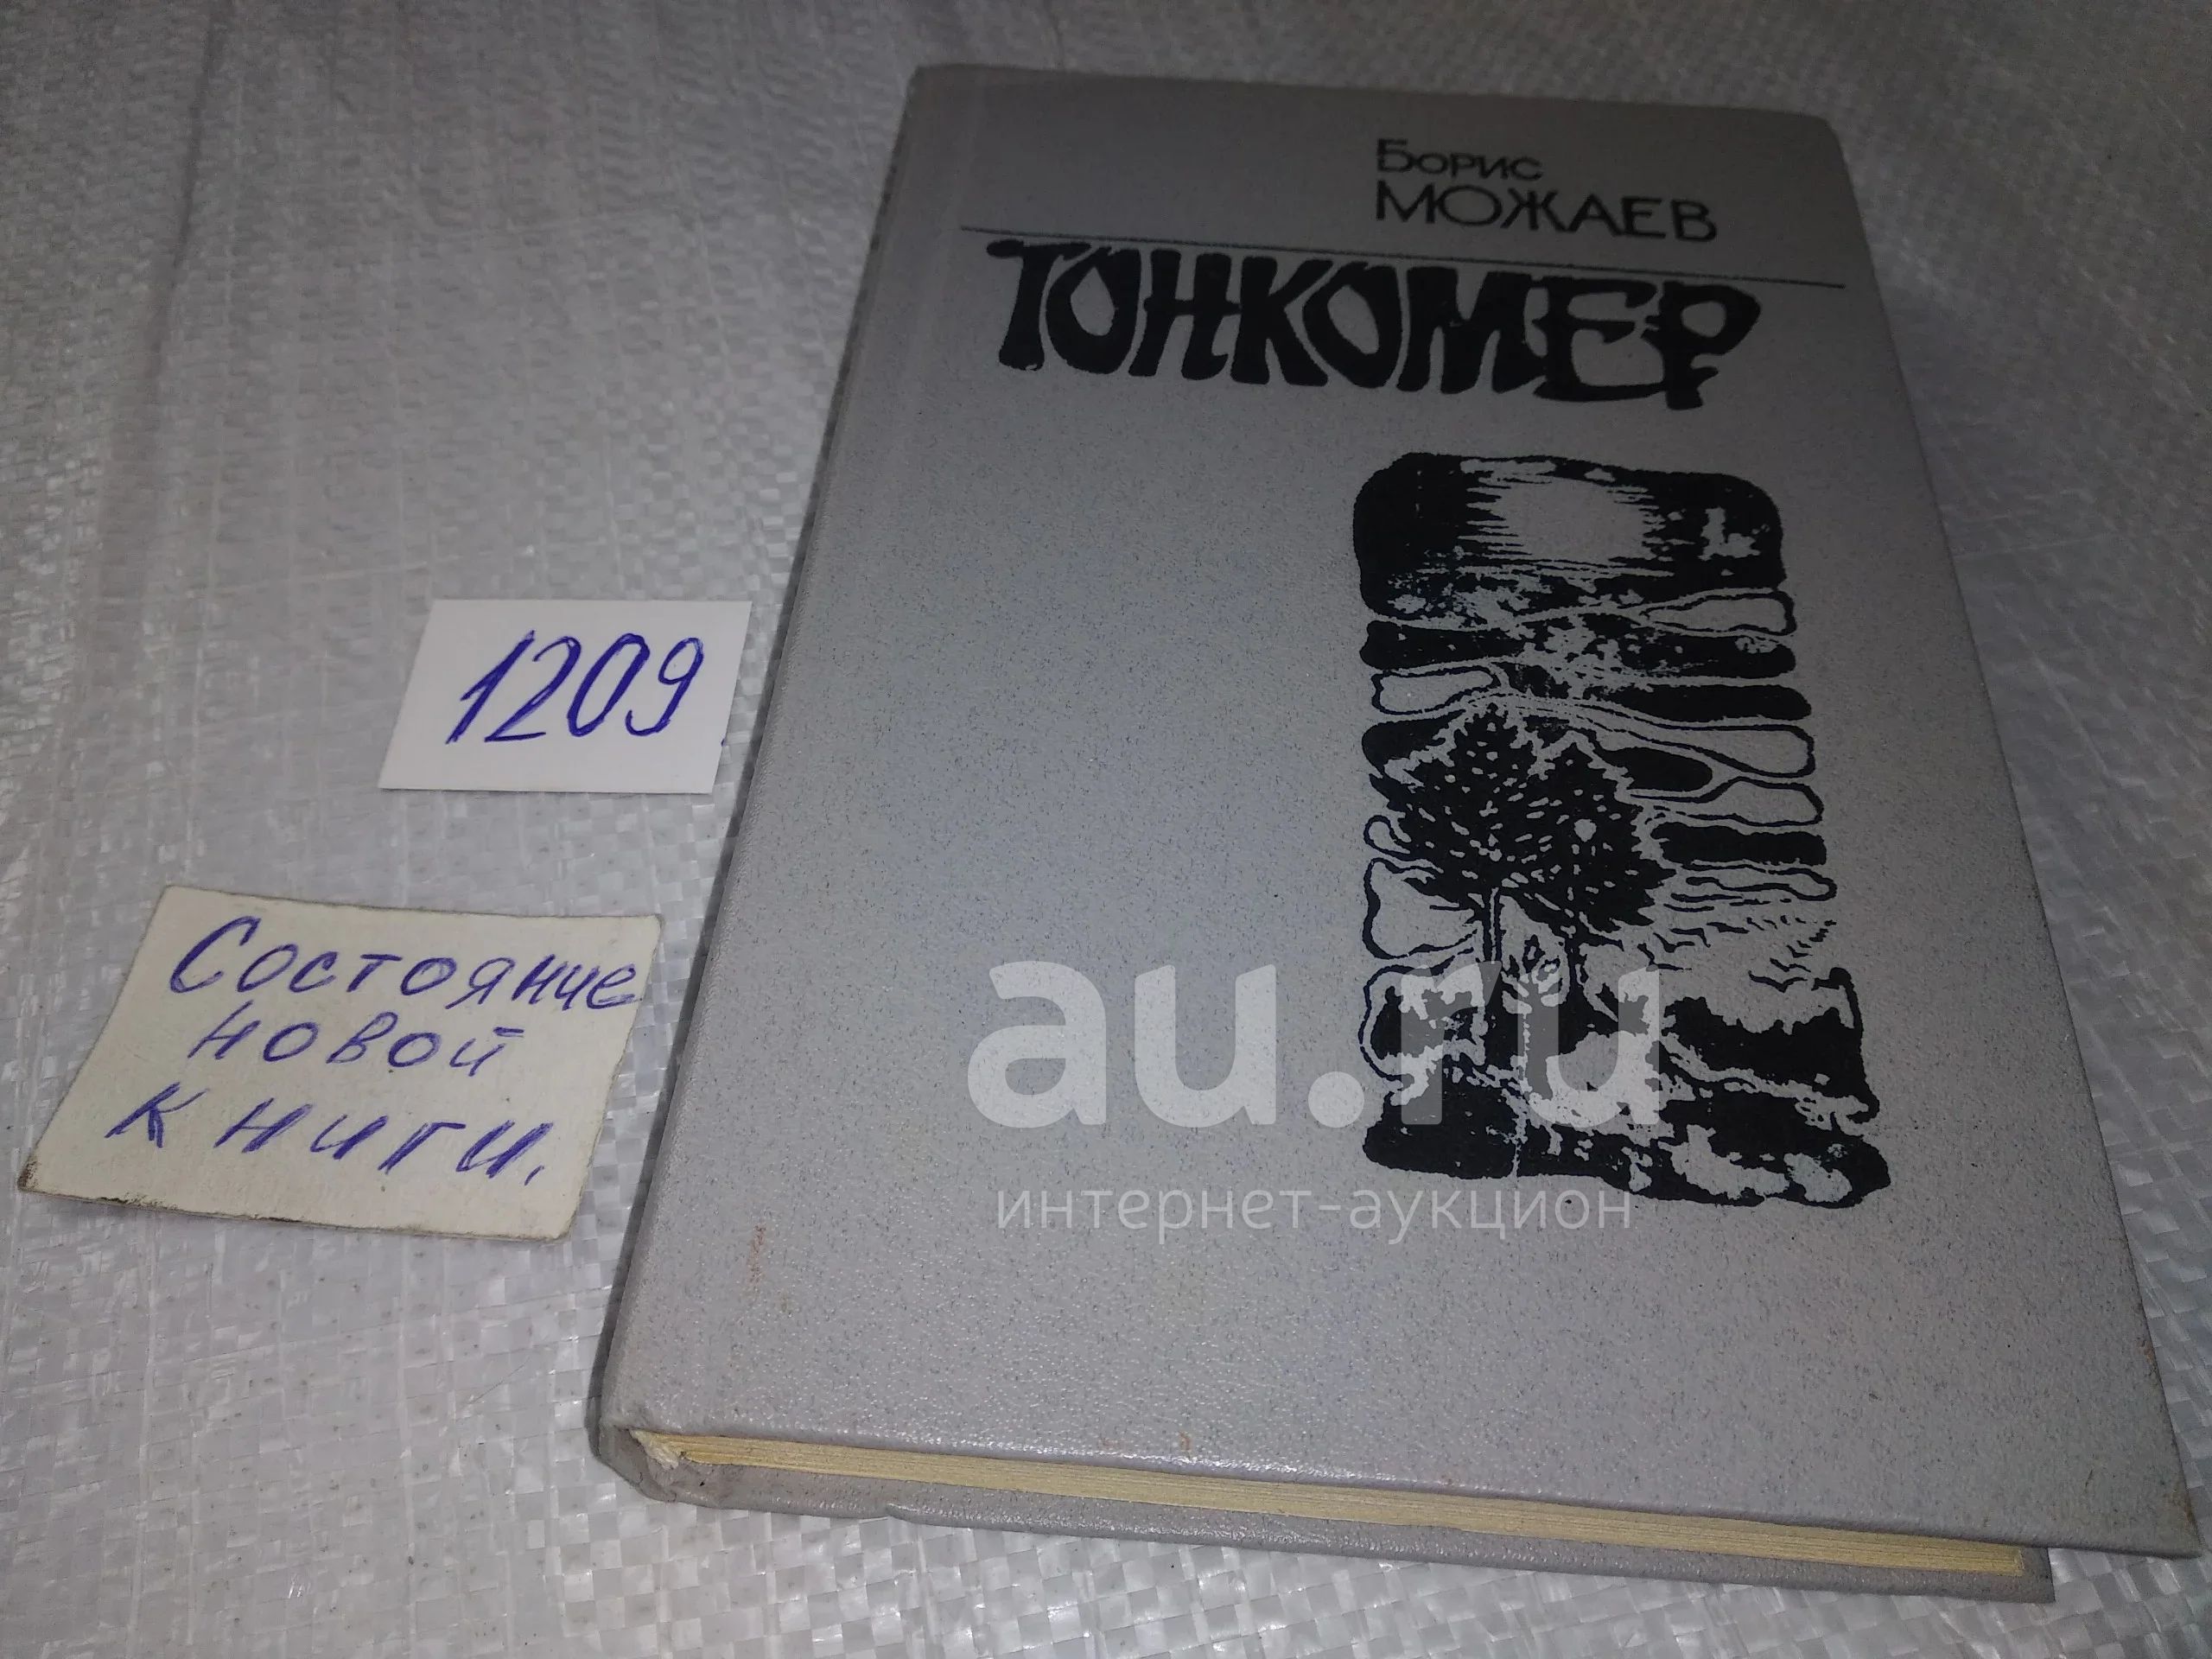 Борис
МОЖАЕВ
ТОНКОМЕР
1209
Состояние
новой
книги.
au.ru
интернет-аукцион